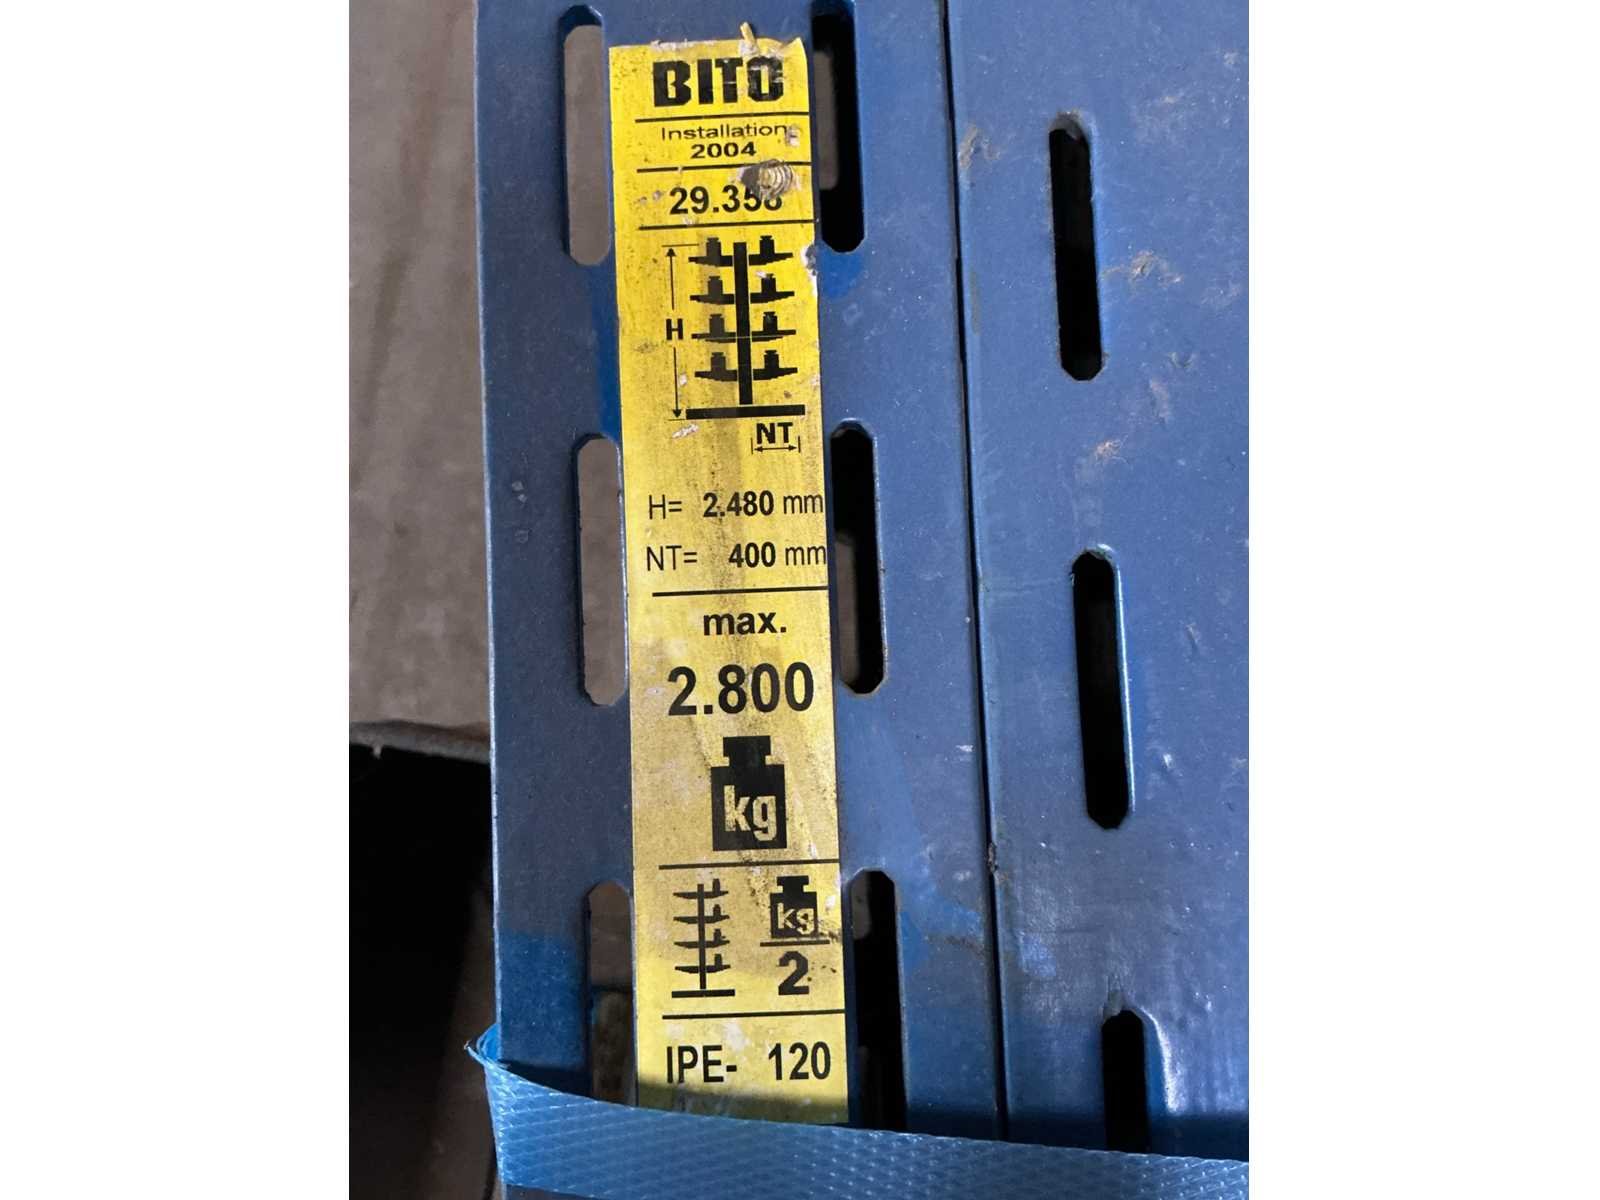 BITO
Installation
2004
29.358
H
NT
H= 2.480 mm
NT= 400 mm
max.
2.800
kg
kg
2
IPE- 120